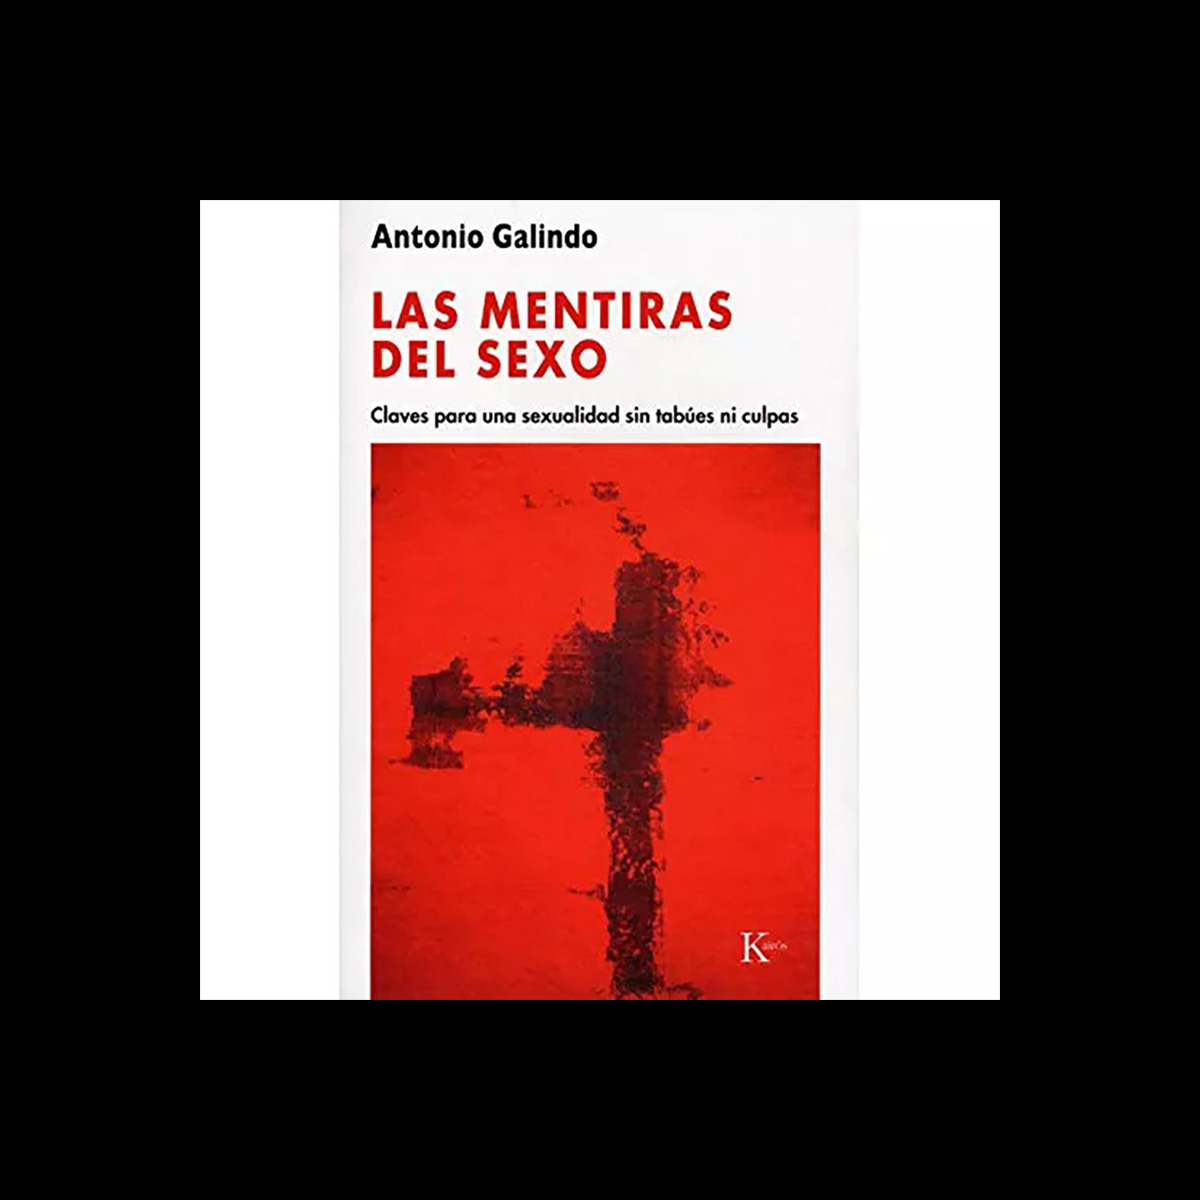 Antonio Galindo
LAS MENTIRAS
DEL SEXO
Claves para una sexualidad sin tabúes ni culpas
Kairós